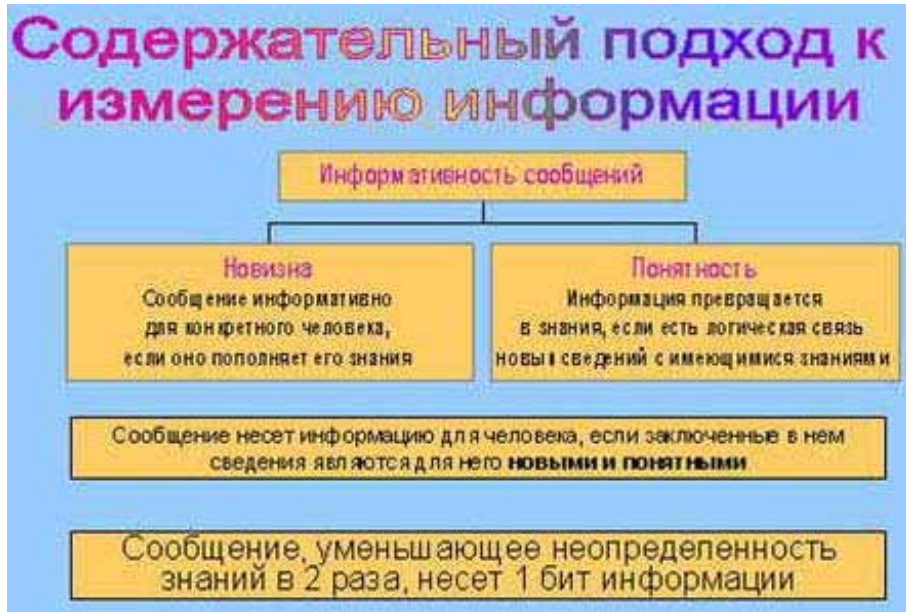 Содержательный подход к
измерению информации
Информативность сообщений
Новизна
Сообщение информативно
для конкретного человека,
если оно пополняет его знания
Понятность
Информация превращается
в знания, если есть логическая связь
новых сведений с имеющимися знаниями
Сообщение несет информацию для человека, если заключенные в нем
сведения являются для него новыми и понятными
Сообщение, уменьшающее неопределенность
знаний в 2 раза, несет 1 бит информации